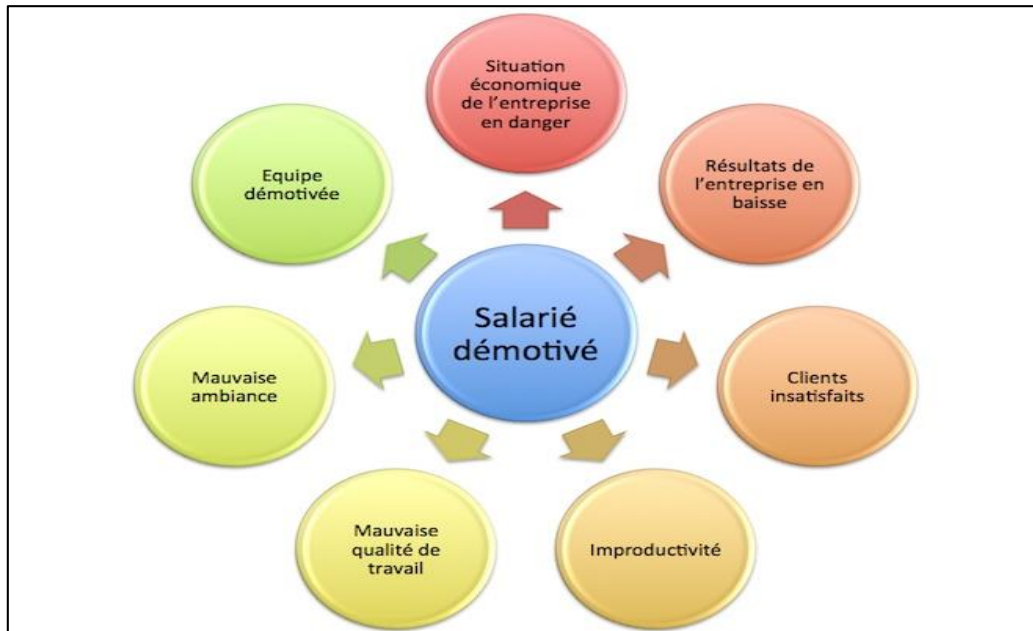 Situation
économique
de l’entreprise
en danger
Résultats de
l’entreprise en
baisse
Clients
insatisfaits
Improductivité
Mauvaise
qualité de
travail
Mauvaise
ambiance
Equipe
démotivée
Salarié
démotivé